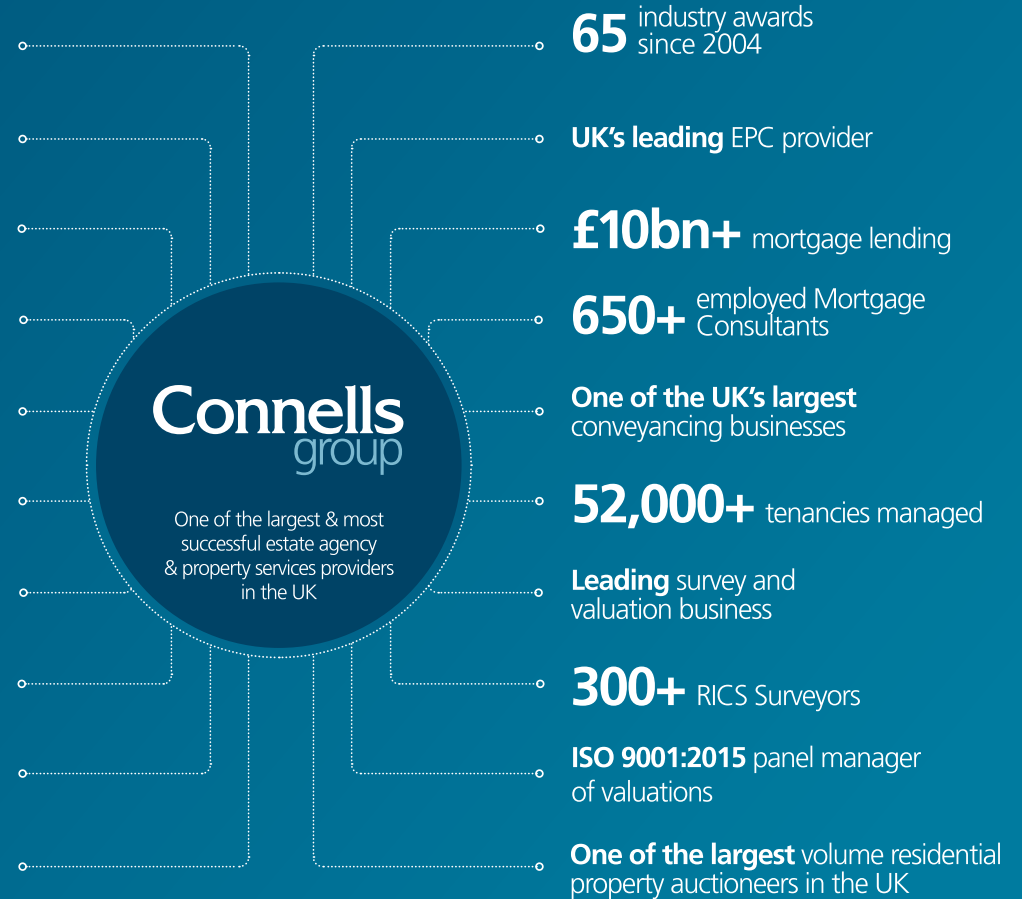 65 industry awards
since 2004
UK's leading EPC provider
£10bn+ mortgage lending
650+ employed Mortgage
Consultants
One of the UK's largest
conveyancing businesses
52,000+ tenancies managed
Leading survey and
valuation business
300+ RICS Surveyors
ISO 9001:2015 panel manager
of valuations
One of the largest volume residential
property auctioneers in the UK
Connells
group
One of the largest & most
successful estate agency
& property services providers
in the UK